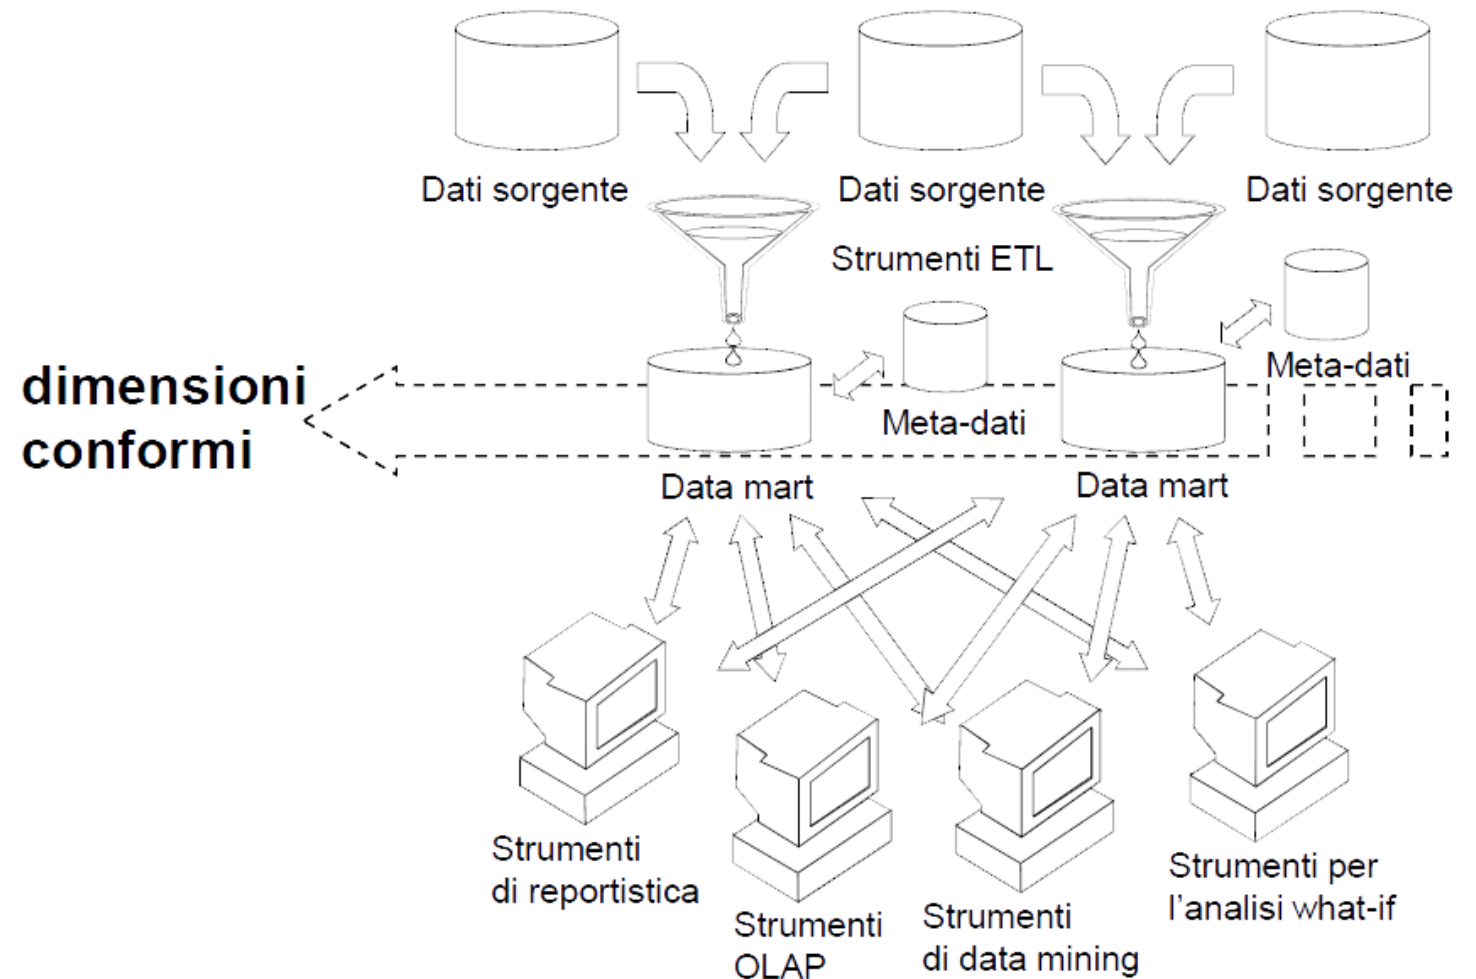 Dati sorgente
Dati sorgente
Dati sorgente
Strumenti ETL
Meta-dati
dimensioni
conformi
Meta-dati
Data mart
Data mart
Strumenti
di reportistica
Strumenti
OLAP
Strumenti
di data mining
Strumenti per
l'analisi what-if